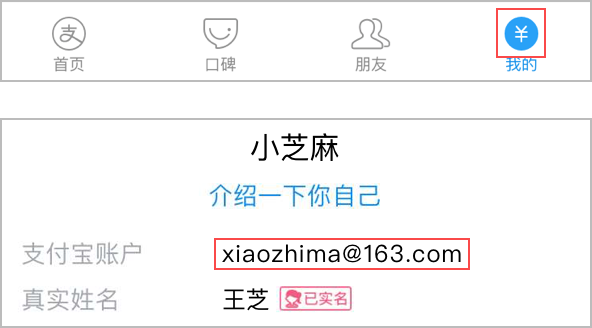 支
¥
首页 口碑 朋友 我的
小芝麻
介绍一下你自己
支付宝账户 xiaozhima@163.com
真实姓名 王芝 已实名